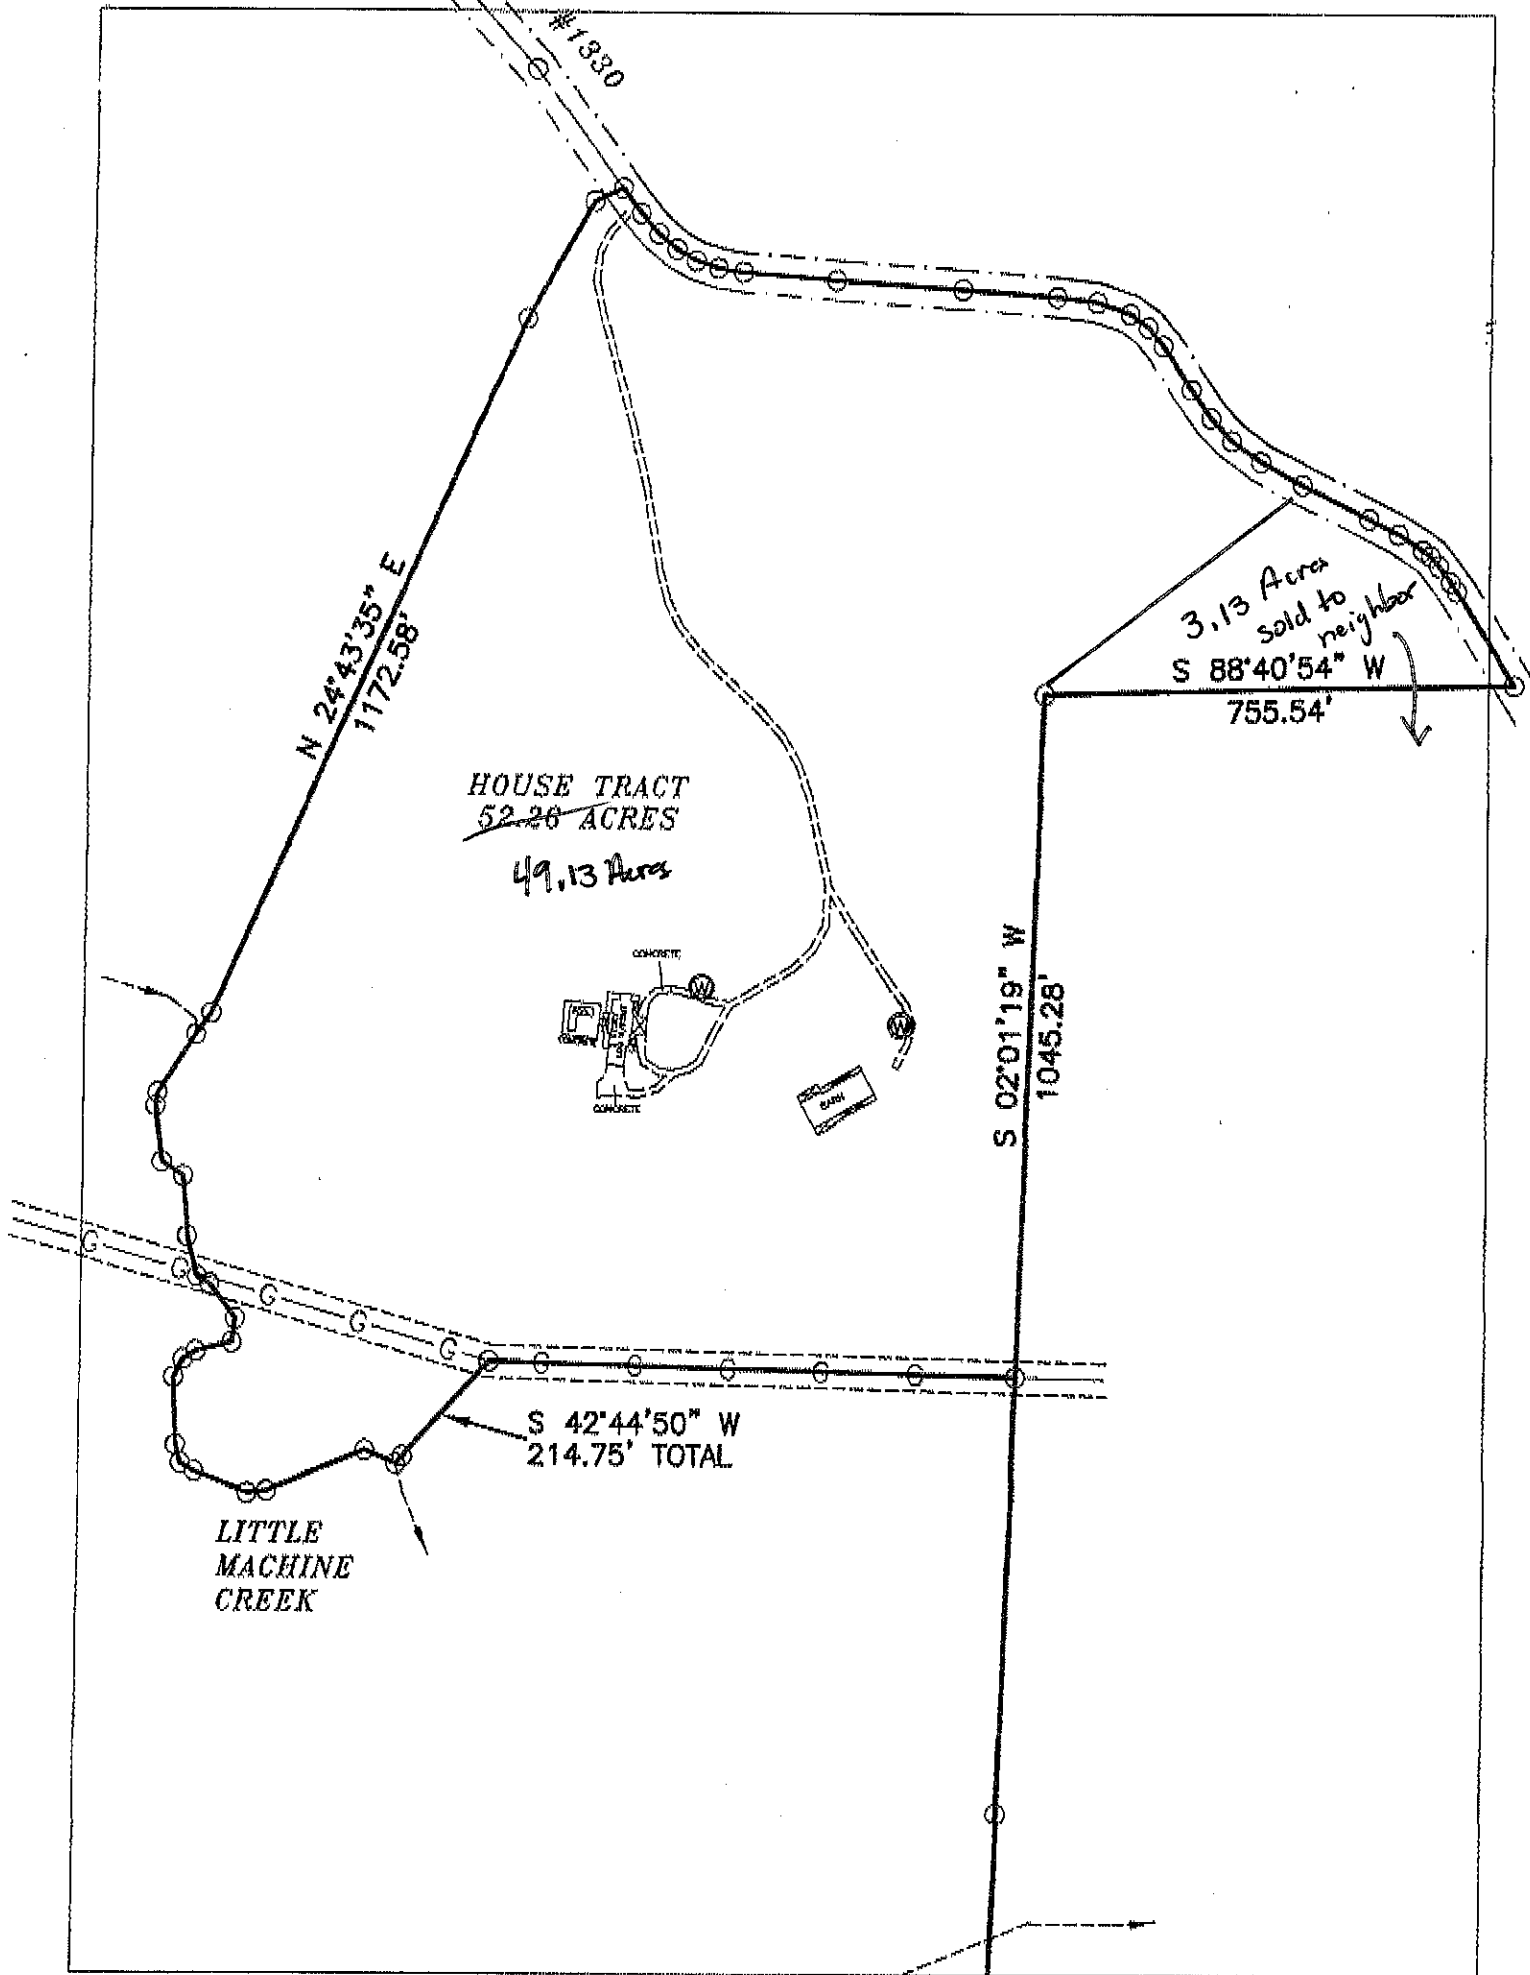 #1330
3.13 Acres
sold to
neighbor
S 88°40'54" W
755.54'
N 24°43'35" E
1172.58'
HOUSE TRACT
52.26 ACRES
49.13 Acres
CONCRETE
W
W
CONCRETE
BARN
S 02°01'19" W
1045.28'
G
G
G
G
G
G
G
G
G
G
S 42°44'50" W
214.75' TOTAL
LITTLE
MACHINE
CREEK